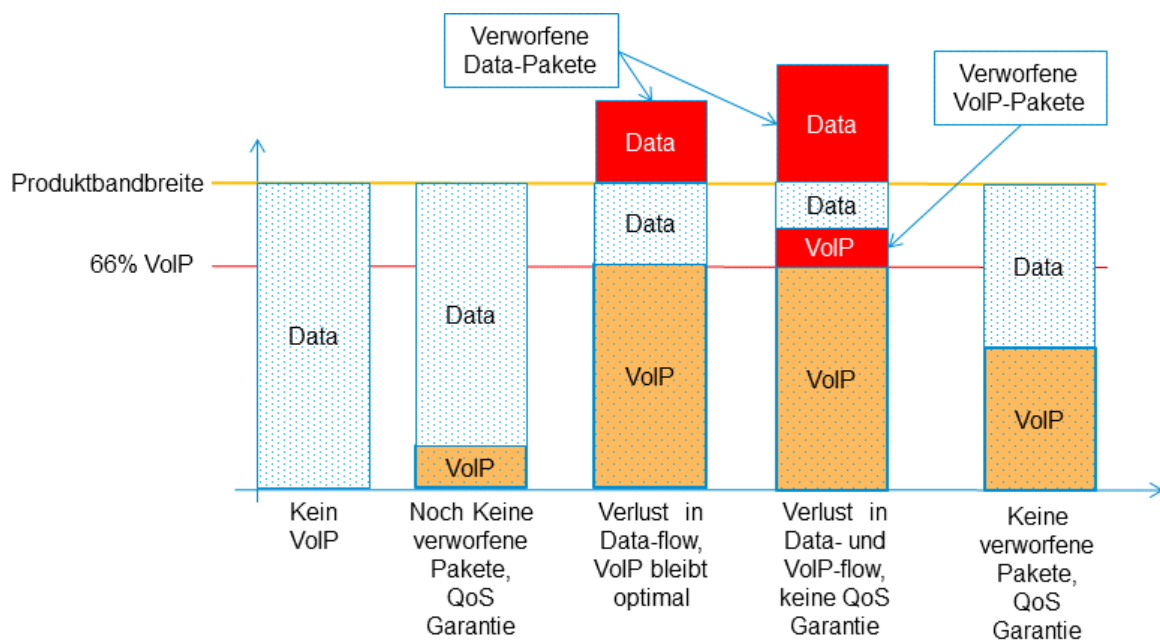 Verworfene
Data-Pakete
Verworfene
VoIP-Pakete
Data
Data
Produktbandbreite
Data
Data
VoIP
66% VoIP
Data
Data
Data
VoIP
VoIP
VoIP
VoIP
Kein
VoIP
Noch Keine
verworfene
Pakete,
QoS
Garantie
Verlust in
Data-flow,
VoIP bleibt
optimal
Verlust in
Data- und
VoIP-flow,
keine QoS
Garantie
Keine
verworfene
Pakete,
QoS
Garantie